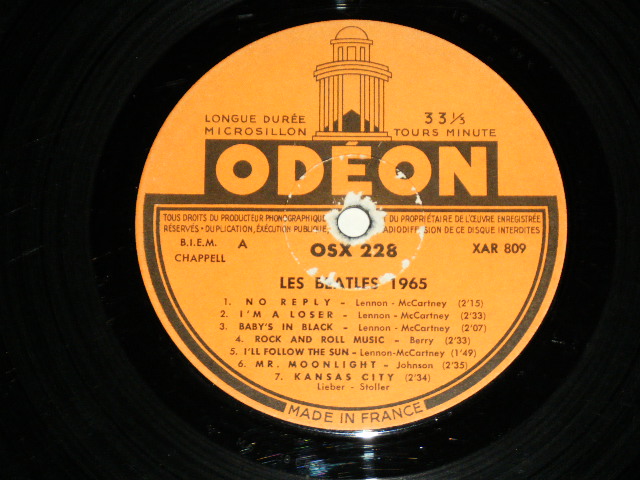 LONGUE DURÉE 33 1/3
MICROSILLON TOURS MINUTE
ODÉON
TOUS DROITS DU PRODUCTEUR PHONOGRAPHIQUE DU PROPRIÉTAIRE DE L'ŒUVRE ENREGISTRÉE
RÉSERVÉS - DUPLICATION, EXÉCUTION PUBLIQUE - RADIODIFFUSION DE CE DISQUE INTERDITES
B.I.E.M. A OSX 228 XAR 809
CHAPPELL
LES BEATLES 1965
1. NO REPLY - Lennon - McCartney (2'15)
2. I'M A LOSER - Lennon - McCartney (2'33)
3. BABY'S IN BLACK - Lennon - McCartney (2'07)
4. ROCK AND ROLL MUSIC - Berry (2'33)
5. I'LL FOLLOW THE SUN - Lennon-McCartney (1'49)
6. MR. MOONLIGHT - Johnson (2'35)
7. KANSAS CITY (2'34)
Lieber - Stoller
MADE IN FRANCE